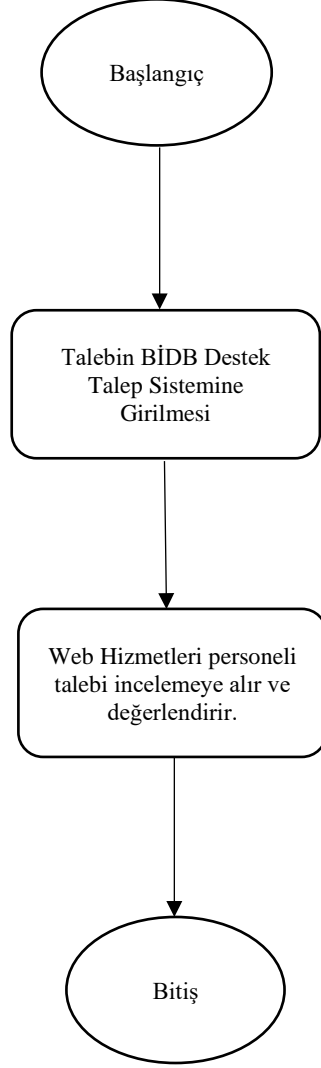 Başlangıç
Talebin BİDB Destek
Talep Sistemine
Girilmesi
Web Hizmetleri personeli
talebi incelemeye alır ve
değerlendirir.
Bitiş